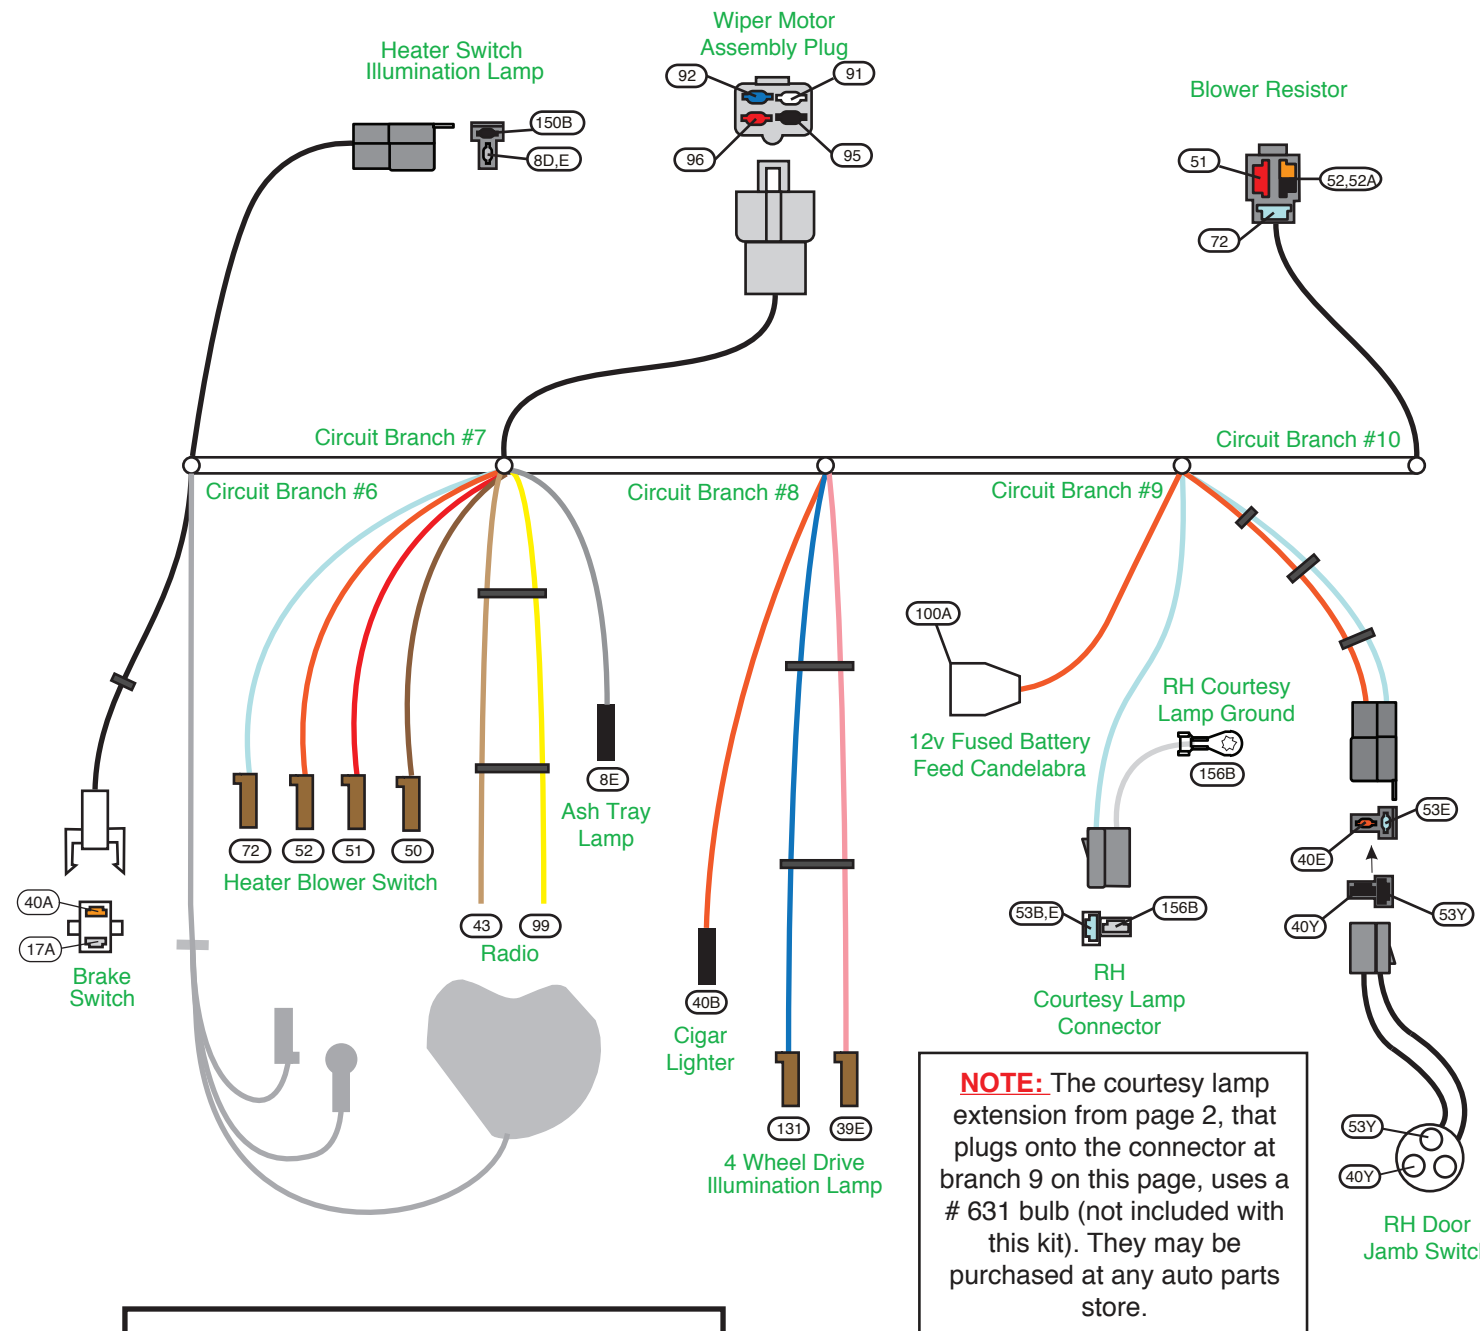 Wiper Motor
Assembly Plug
Heater Switch
Illumination Lamp
92
91
96
95
150B
8D,E
Blower Resistor
51
52,52A
72
Circuit Branch #7
Circuit Branch #10
Circuit Branch #6
Circuit Branch #8
Circuit Branch #9
100A
12v Fused Battery
Feed Candelabra
RH Courtesy
Lamp Ground
156B
8E
Ash Tray
Lamp
72
52
51
50
Heater Blower Switch
43
99
Radio
40A
17A
Brake
Switch
40B
Cigar
Lighter
131
39E
4 Wheel Drive
Illumination Lamp
53B,E
156B
RH
Courtesy Lamp
Connector
53E
40E
40Y
53Y
53Y
40Y
RH Door
Jamb
NOTE: The courtesy lamp
extension from page 2, that
plugs onto the connector at
branch 9 on this page, uses a
# 631 bulb (not included with
this kit). They may be
purchased at any auto parts
store.